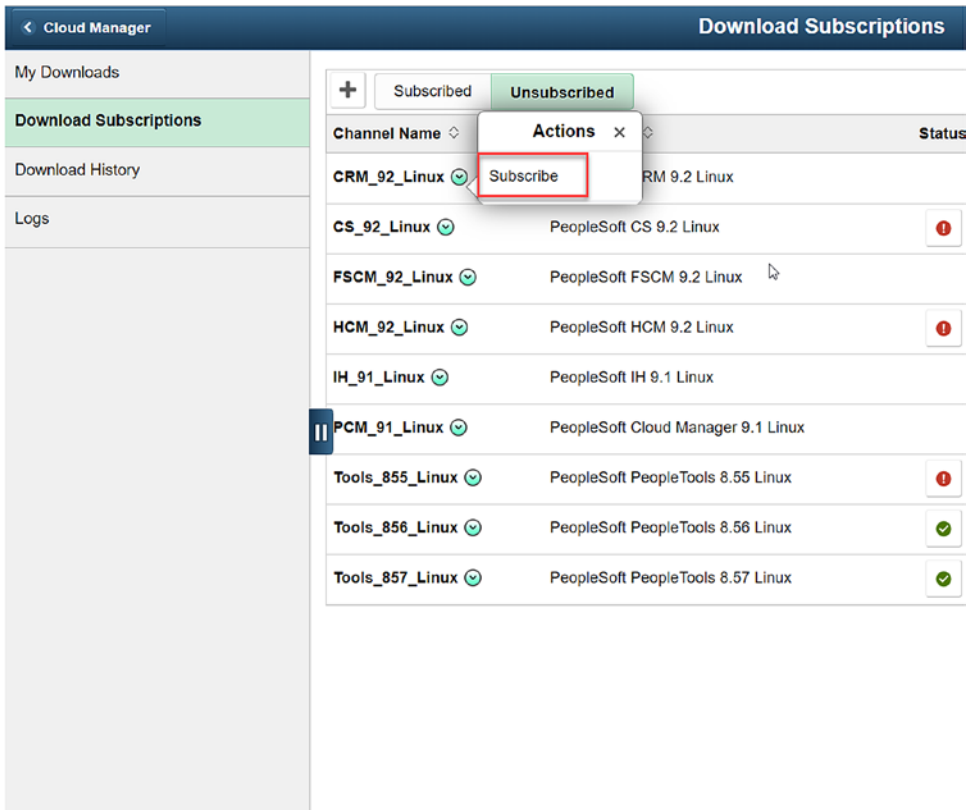 Cloud Manager
Download Subscriptions
My Downloads
Download Subscriptions
Download History
Logs
Subscribed
Unsubscribed
Channel Name
Status
Actions
Subscribe
CRM_92_Linux
RM 9.2 Linux
CS_92_Linux
PeopleSoft CS 9.2 Linux
FSCM_92_Linux
PeopleSoft FSCM 9.2 Linux
HCM_92_Linux
PeopleSoft HCM 9.2 Linux
IH_91_Linux
PeopleSoft IH 9.1 Linux
PCM_91_Linux
PeopleSoft Cloud Manager 9.1 Linux
Tools_855_Linux
PeopleSoft PeopleTools 8.55 Linux
Tools_856_Linux
PeopleSoft PeopleTools 8.56 Linux
Tools_857_Linux
PeopleSoft PeopleTools 8.57 Linux